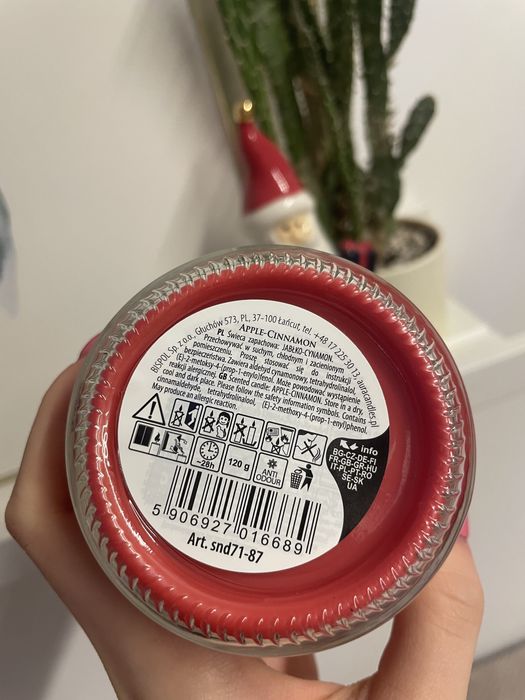 BISPOL Sp. z o.o., Głuchów 573, PL, 37-100 Łańcut, tel. +48 17 225 30 13, auracandles.pl
APPLE-CINNAMON
PL Świeca zapachowa: JABŁKO-CYNAMON.
Przechowywać w suchym, chłodnym i zacienionym
pomieszczeniu. Proszę stosować się do instrukcji
bezpieczeństwa. Zawiera aldehyd cynamonowy, tetrahydrolinalol,
(E)-2-metoksy-4-(prop-1-enylo)fenol. Może powodować wystąpienie
reakcji alergicznej. GB Scented candle: APPLE-CINNAMON. Store in a dry,
cool and dark place. Please follow the safety information symbols. Contains
cinnamaldehyde, tetrahydrolinalool, (E)-2-methoxy-4-(prop-1-enyl)phenol.
May produce an allergic reaction.
info
BG-CZ-DE-FI
FR-GB-GR-HU
IT-PL-PT-RO
SE-SK
UA
~28h
120 g
ANTI
ODOUR
5 906927 016689
Art. snd71-87